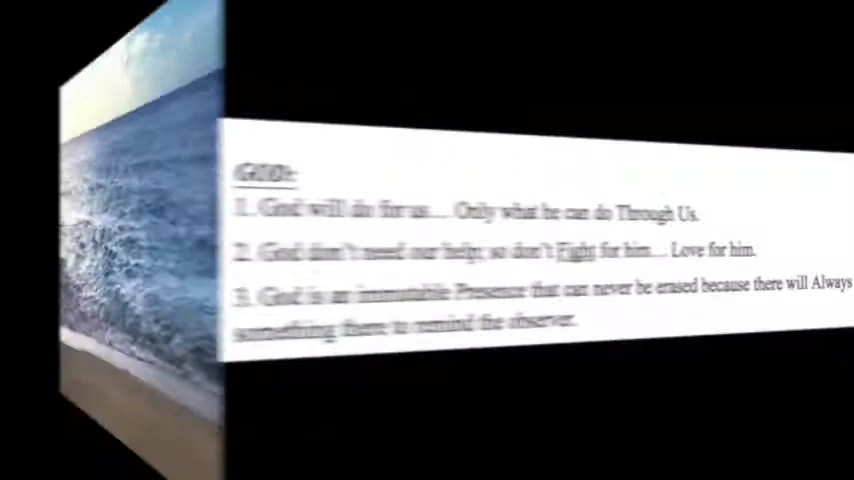 GOD:
1. God will do for us.... Only what he can do Through Us.
2. God don't need our help, so don't Fight for him.... Love for him.
3. God is an immutable Presence that can never be erased because there will Always
something there to remind the observer.